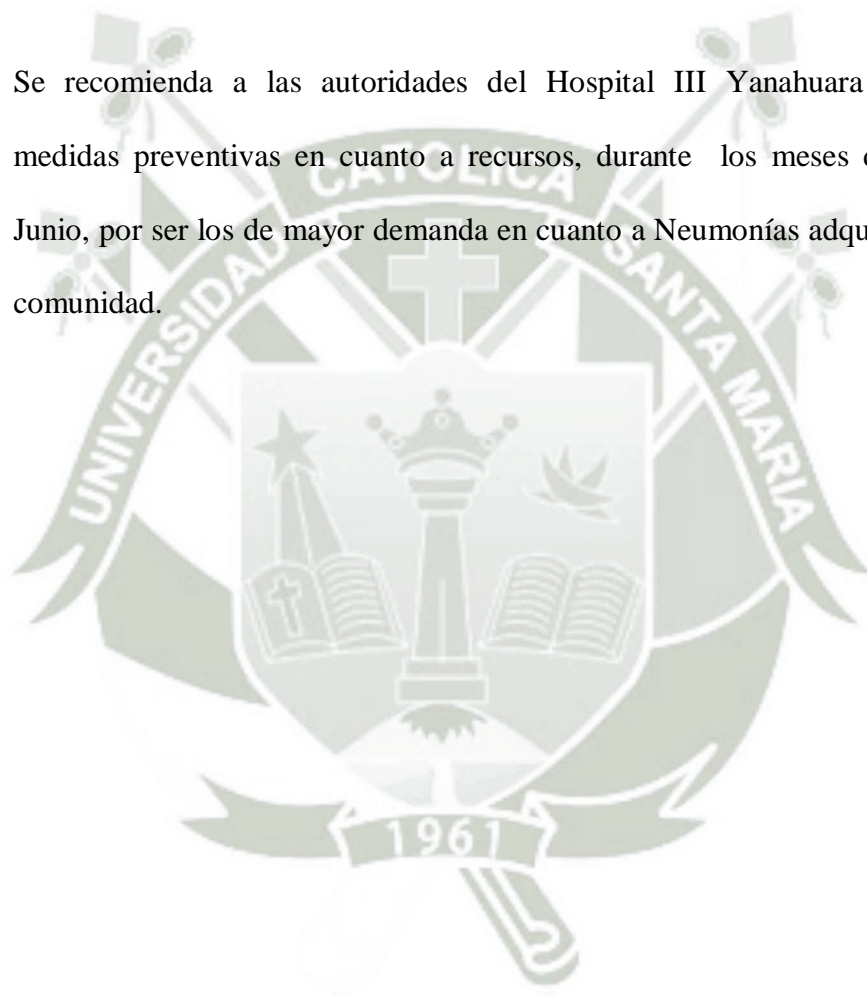 Se recomienda a las autoridades del Hospital III Yanahuara
medidas preventivas en cuanto a recursos, durante los meses
Junio, por ser los de mayor demanda en cuanto a Neumonías
comunidad.
UNIVERSIDAD CATOLICA SANTA MARIA
1961